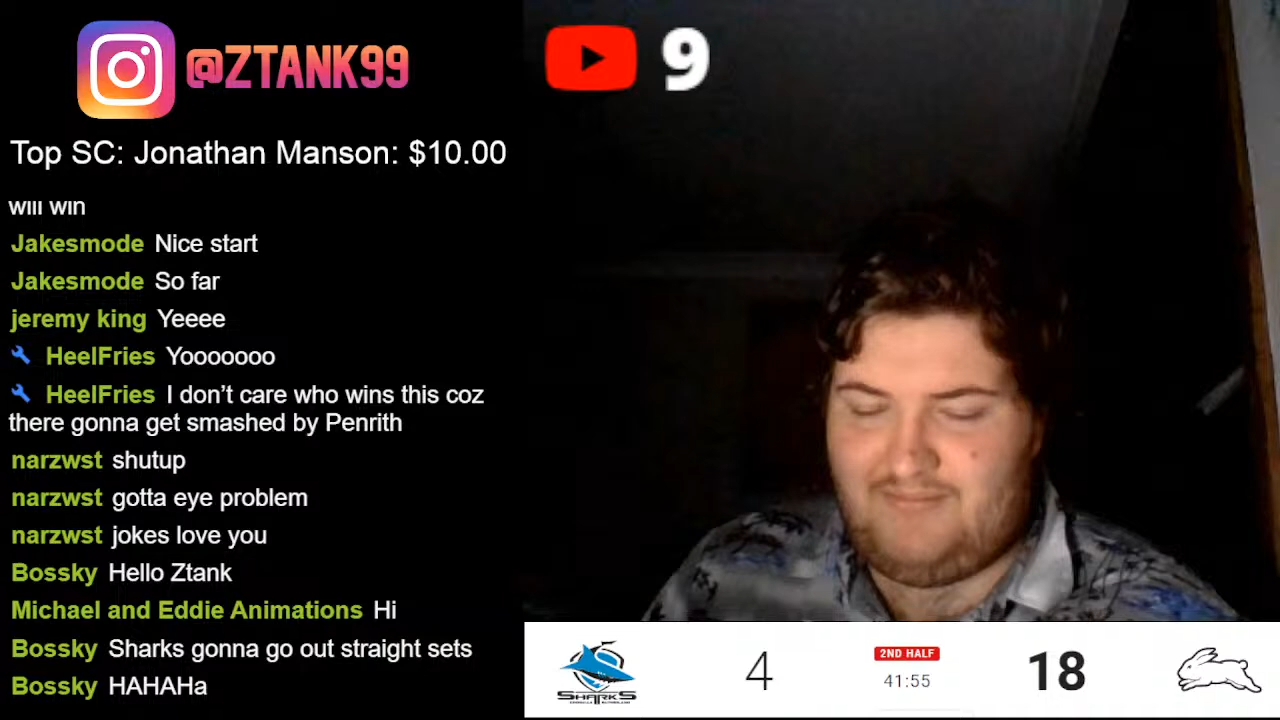 @ZTANK99
9
Top SC: Jonathan Manson: $10.00
will win
Jakesmode Nice start
Jakesmode So far
jeremy king Yeeee
HeelFries Yooooooo
HeelFries I don’t care who wins this coz
there gonna get smashed by Penrith
narzwst shutup
narzwst gotta eye problem
narzwst jokes love you
Bossky Hello Ztank
Michael and Eddie Animations Hi
Bossky Sharks gonna go out straight sets
Bossky HAHAHa
SHARKS
4
2ND HALF
41:55
18